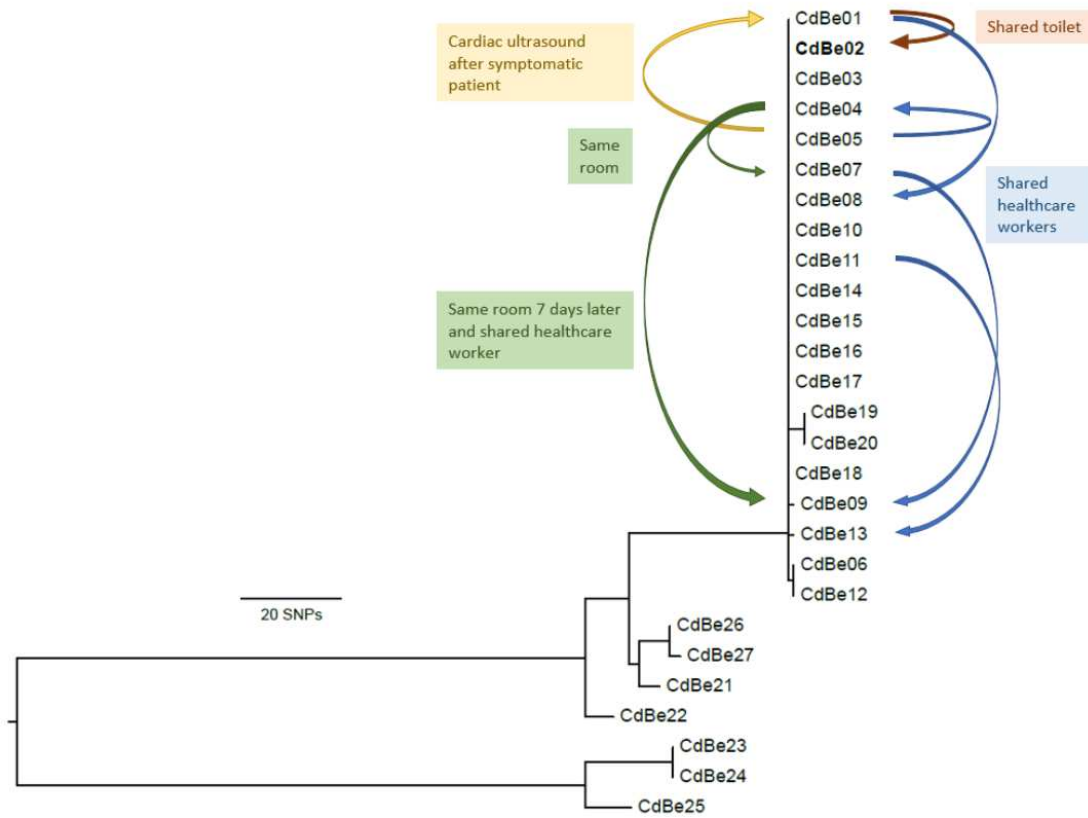 CdBe01
Shared toilet
Cardiac ultrasound
after symptomatic
patient
CdBe02
CdBe03
CdBe04
CdBe05
Same
room
CdBe07
Shared
healthcare
workers
CdBe08
CdBe10
CdBe11
CdBe14
Same room 7 days later
and shared healthcare
worker
CdBe15
CdBe16
CdBe17
CdBe19
CdBe20
CdBe18
CdBe09
CdBe13
CdBe06
CdBe12
20 SNPs
CdBe26
CdBe27
CdBe21
CdBe22
CdBe23
CdBe24
CdBe25